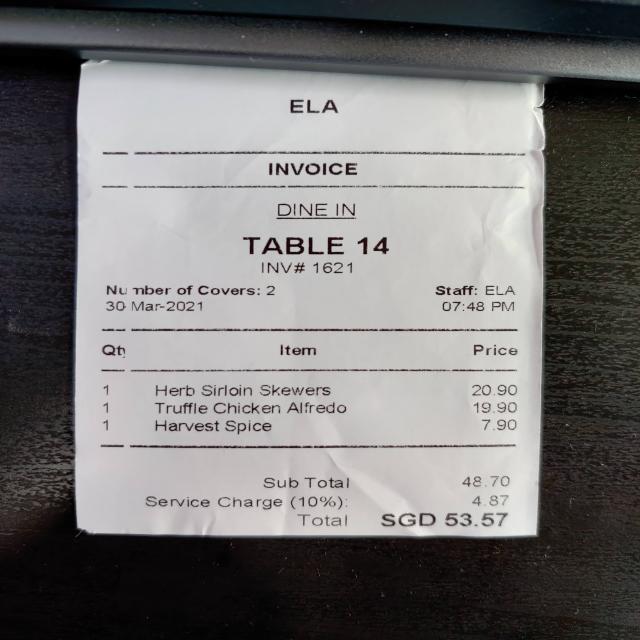 ELA
INVOICE
DINE IN
TABLE 14
INV# 1621
Number of Covers: 2 Staff: ELA
30 Mar-2021 07:48 PM
Qty Item Price
1 Herb Sirloin Skewers 20.90
1 Truffle Chicken Alfredo 19.90
1 Harvest Spice 7.90
Sub Total 48.70
Service Charge (10%): 4.87
Total SGD 53.57